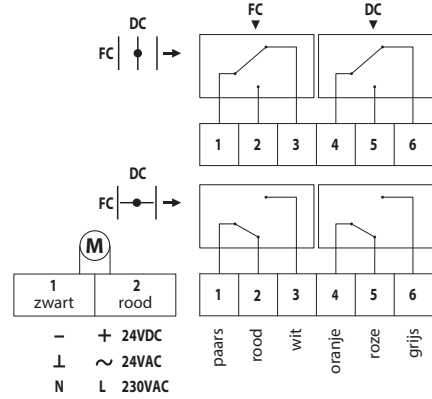 FC DC
DC
FC
1 2 3 4 5 6
DC
FC
M
1 2
zwart rood
1 2 3 4 5 6
paars rood wit oranje roze grijs
– + 24VDC
⊥ ~ 24VAC
N L 230VAC